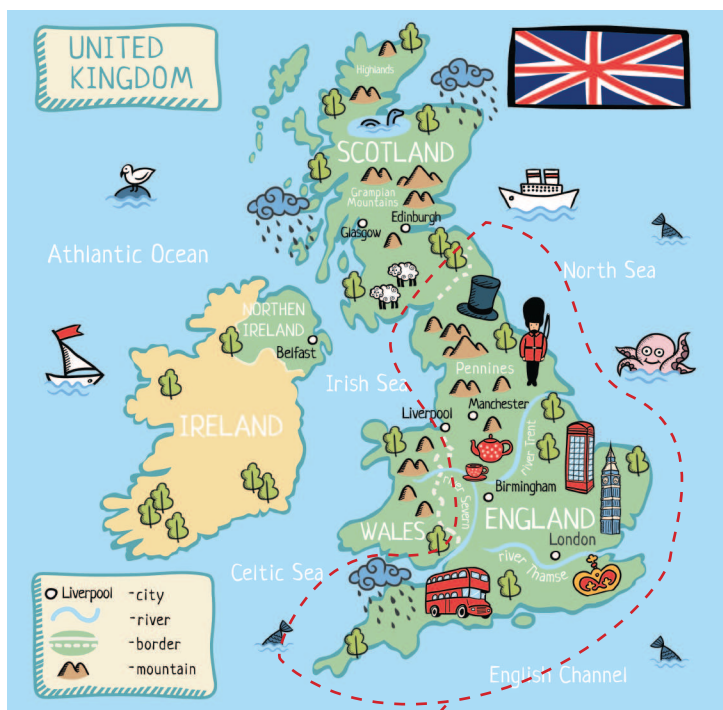 UNITED
KINGDOM
Highlands
SCOTLAND
Grampian
Mountains
Edinburgh
Glasgow
Athlantic Ocean
North Sea
NORTHEN
IRELAND
Belfast
Irish Sea
Pennines
IRELAND
Liverpool
Manchester
river Trent
Birmingham
river Severn
WALES
ENGLAND
London
river Thamse
Celtic Sea
English Channel
Liverpool -city
-river
-border
-mountain